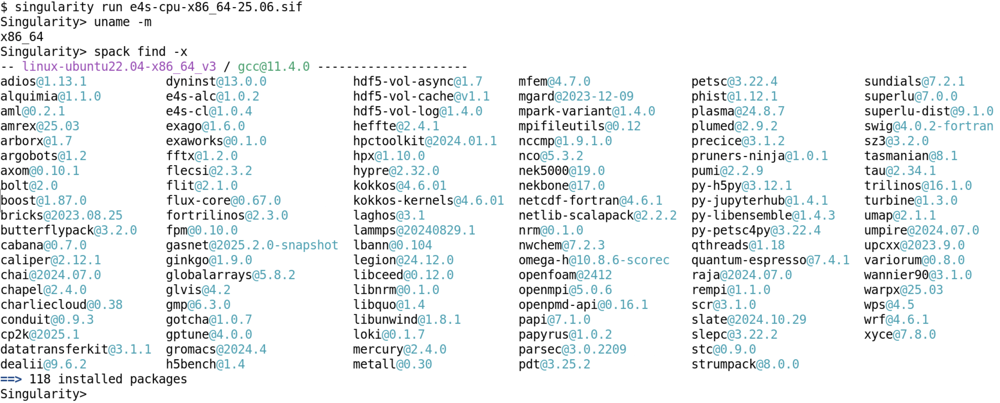 $ singularity run e4s-cpu-x86_64-25.06.sif
Singularity> uname -m
x86_64
Singularity> spack find -x
-- linux-ubuntu22.04-x86_64_v3 / gcc@11.4.0 ---------------------
adios@1.13.1 dyninst@13.0.0 hdf5-vol-async@1.7 mfem@4.7.0 petsc@3.22.4 sundials@7.2.1
alquimia@1.1.0 e4s-alc@1.0.2 hdf5-vol-cache@v1.1 mgard@2023-12-09 phist@1.12.1 superlu@7.0.0
aml@0.2.1 e4s-cl@1.0.4 hdf5-vol-log@1.4.0 mpark-variant@1.4.0 plasma@24.8.7 superlu-dist@9.1.0
amrex@25.03 exago@1.6.0 heffte@2.4.1 mpifileutils@0.12 plumed@2.9.2 swig@4.0.2-fortran
arborx@1.7 exaworks@0.1.0 hpctoolkit@2024.01.1 nccmp@1.9.1.0 precice@3.1.2 sz3@3.2.0
argobots@1.2 fftx@1.2.0 hpx@1.10.0 nco@5.3.2 pruners-ninja@1.0.1 tasmanian@8.1
axom@0.10.1 flecsi@2.3.2 hypre@2.32.0 nek5000@19.0 pumi@2.2.9 tau@2.34.1
bolt@2.0 flit@2.1.0 kokkos@4.6.01 nekbone@17.0 py-h5py@3.12.1 trilinos@16.1.0
boost@1.87.0 flux-core@0.67.0 kokkos-kernels@4.6.01 netcdf-fortran@4.6.1 py-jupyterhub@1.4.1 turbine@1.3.0
bricks@2023.08.25 fortrilinos@2.3.0 laghos@3.1 netlib-scalapack@2.2.2 py-libensemble@1.4.3 umap@2.1.1
butterflypack@3.2.0 fpm@0.10.0 lammps@20240829.1 nrm@0.1.0 py-petsc4py@3.22.4 umpire@2024.07.0
cabana@0.7.0 gasnet@2025.2.0-snapshot lbann@0.104 nwchem@7.2.3 qthreads@1.18 upcxx@2023.9.0
caliper@2.12.1 ginkgo@1.9.0 legion@24.12.0 omega-h@10.8.6-scorec quantum-espresso@7.4.1 variorum@0.8.0
chai@2024.07.0 globalarrays@5.8.2 libceed@0.12.0 openfoam@2412 raja@2024.07.0 wannier90@3.1.0
chapel@2.4.0 glvis@4.2 libnrm@0.1.0 openmpi@5.0.6 rempi@1.1.0 warpx@25.03
charliecloud@0.38 gmp@6.3.0 libquo@1.4 openpmd-api@0.16.1 scr@3.1.0 wps@4.5
conduit@0.9.3 gotcha@1.0.7 libunwind@1.8.1 papi@7.1.0 slate@2024.10.29 wrf@4.6.1
cp2k@2025.1 gptune@4.0.0 loki@0.1.7 papyrus@1.0.2 slepc@3.22.2 xyce@7.8.0
datatransferkit@3.1.1 gromacs@2024.4 mercury@2.4.0 parsec@3.0.2209 stc@0.9.0
dealii@9.6.2 h5bench@1.4 metall@0.30 pdt@3.25.2 strumpack@8.0.0
==> 118 installed packages
Singularity>